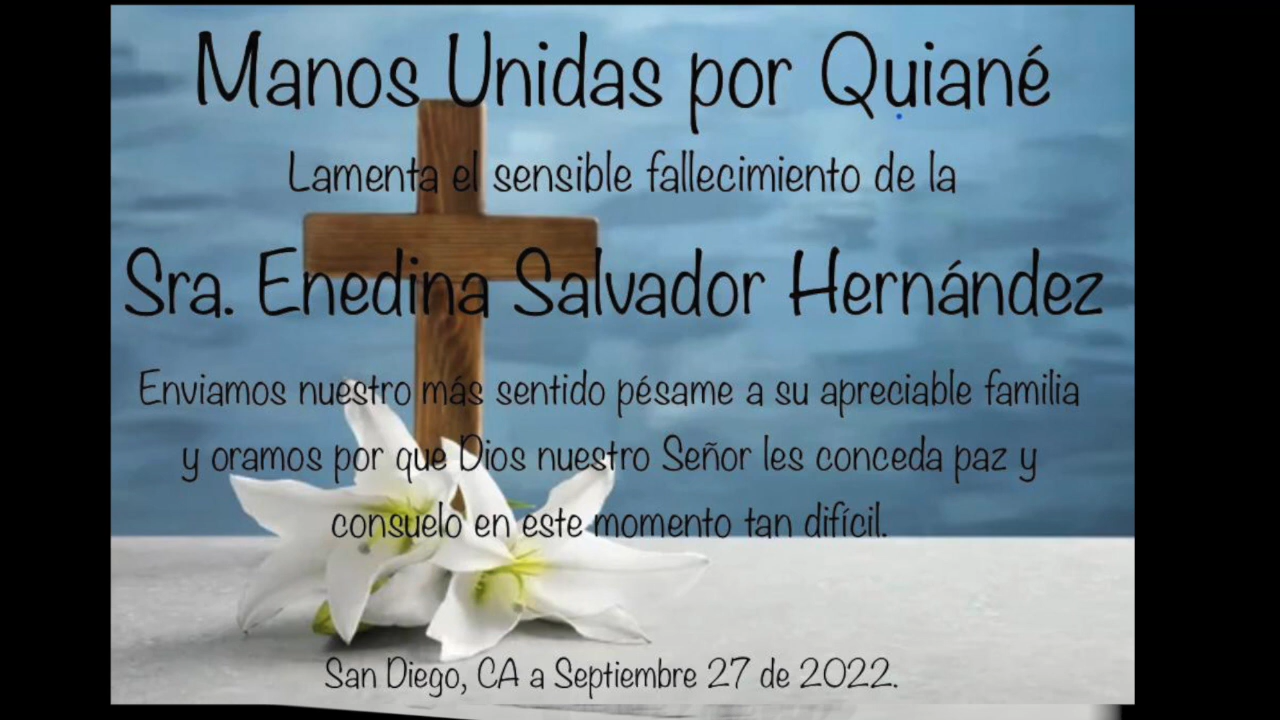 Manos Unidas por Quiané
Lamenta el sensible fallecimiento de la
Sra. Enedina Salvador Hernández
Enviamos nuestro más sentido pésame a su apreciable familia
y oramos por que Dios nuestro Señor les conceda paz y
consuelo en este momento tan difícil.
San Diego, CA a Septiembre 27 de 2022.